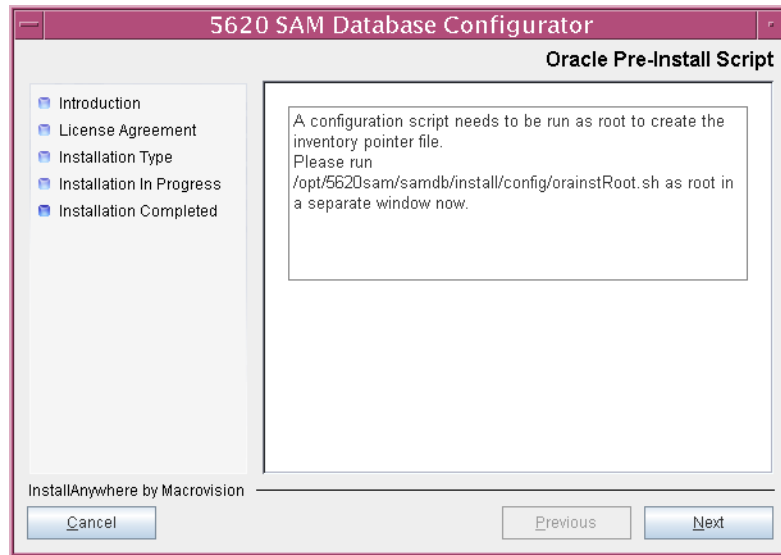 5620 SAM Database Configurator
Oracle Pre-Install Script
Introduction
License Agreement
Installation Type
Installation In Progress
Installation Completed
A configuration script needs to be run as root to create the
inventory pointer file.
Please run
/opt/5620sam/samdb/install/config/orainstRoot.sh as root in
a separate window now.
InstallAnywhere by Macrovision
Cancel
Previous
Next